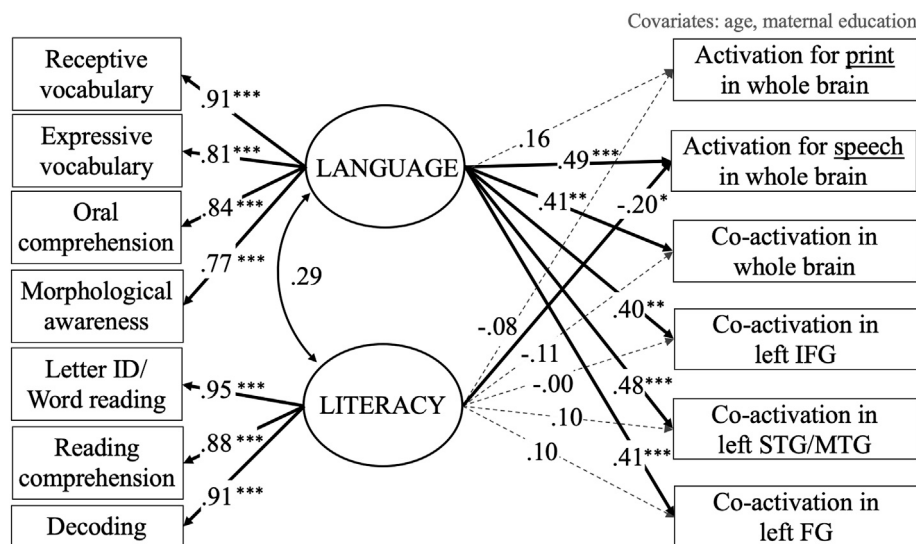 Covariates: age, maternal education
Receptive
vocabulary
Expressive
vocabulary
Oral
comprehension
Morphological
awareness
Letter ID/
Word reading
Reading
comprehension
Decoding
.91***
.81***
.84***
.77***
.95***
.88***
.91***
LANGUAGE
.29
LITERACY
.16
.49***
.41**
-.20*
.40**
.48***
.41***
-.08
-.11
-.00
.10
.10
Activation for print
in whole brain
Activation for speech
in whole brain
Co-activation in
whole brain
Co-activation in
left IFG
Co-activation in
left STG/MTG
Co-activation in
left FG